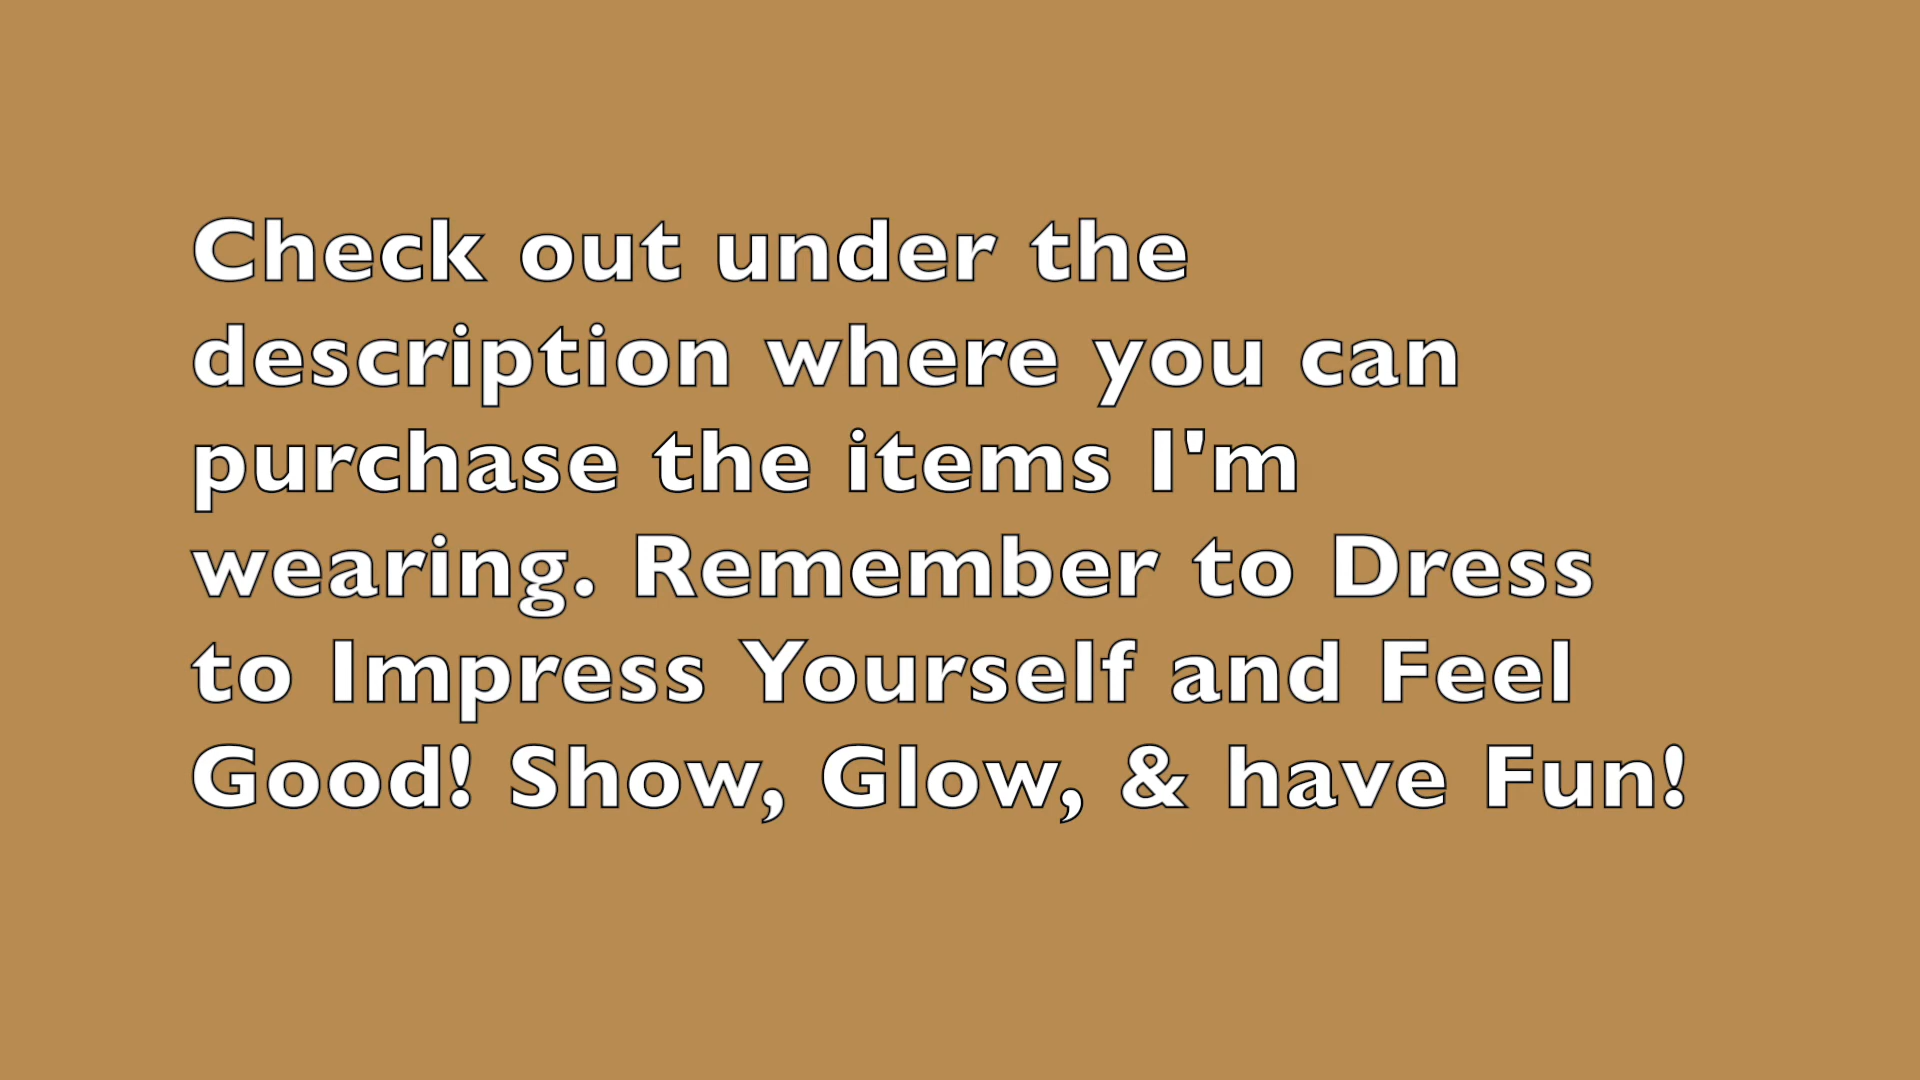 Check out under the
description where you can
purchase the items I'm
wearing. Remember to Dress
to Impress Yourself and Feel
Good! Show, Glow, & have Fun!